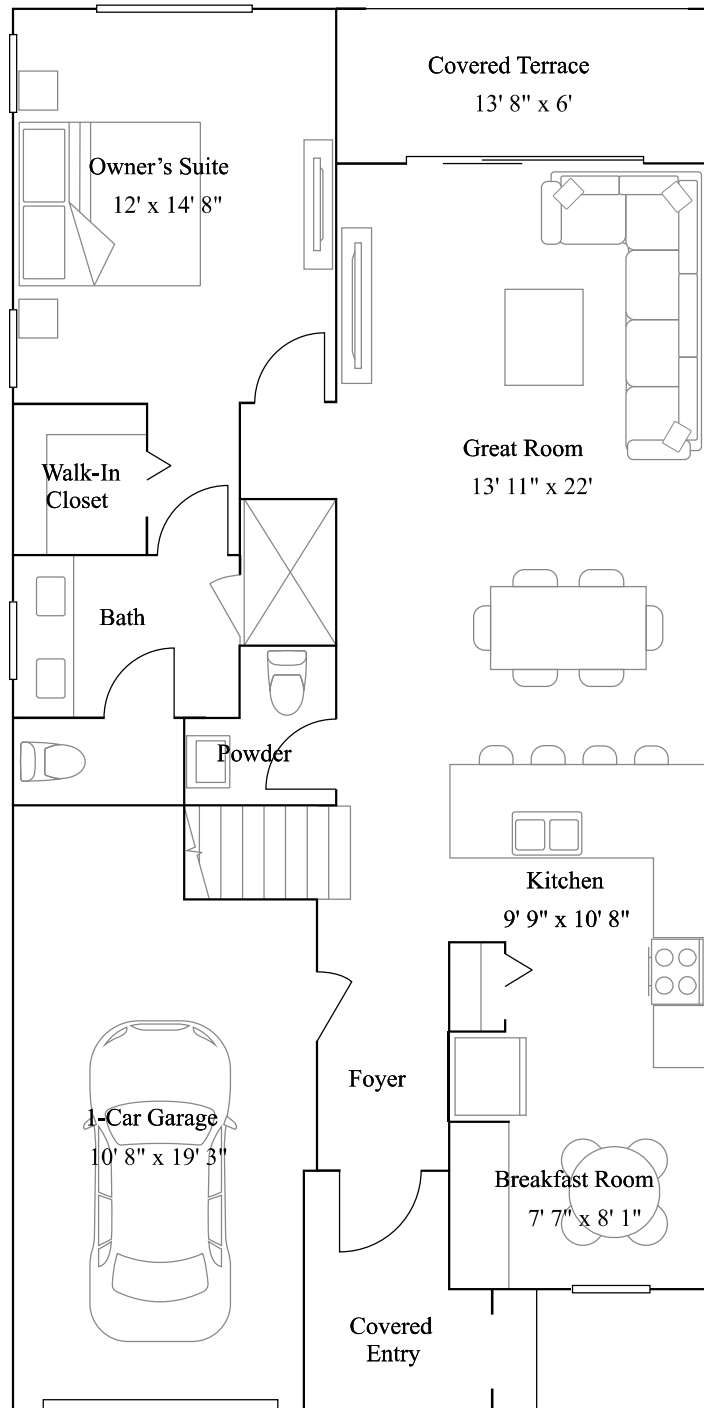 Covered Terrace
13' 8" x 6'
Owner’s Suite
12' x 14' 8"
Great Room
13' 11" x 22'
Walk-In
Closet
Bath
Powder
Kitchen
9' 9" x 10' 8"
Foyer
1-Car Garage
10' 8" x 19' 3"
Breakfast Room
7' 7" x 8' 1"
Covered
Entry